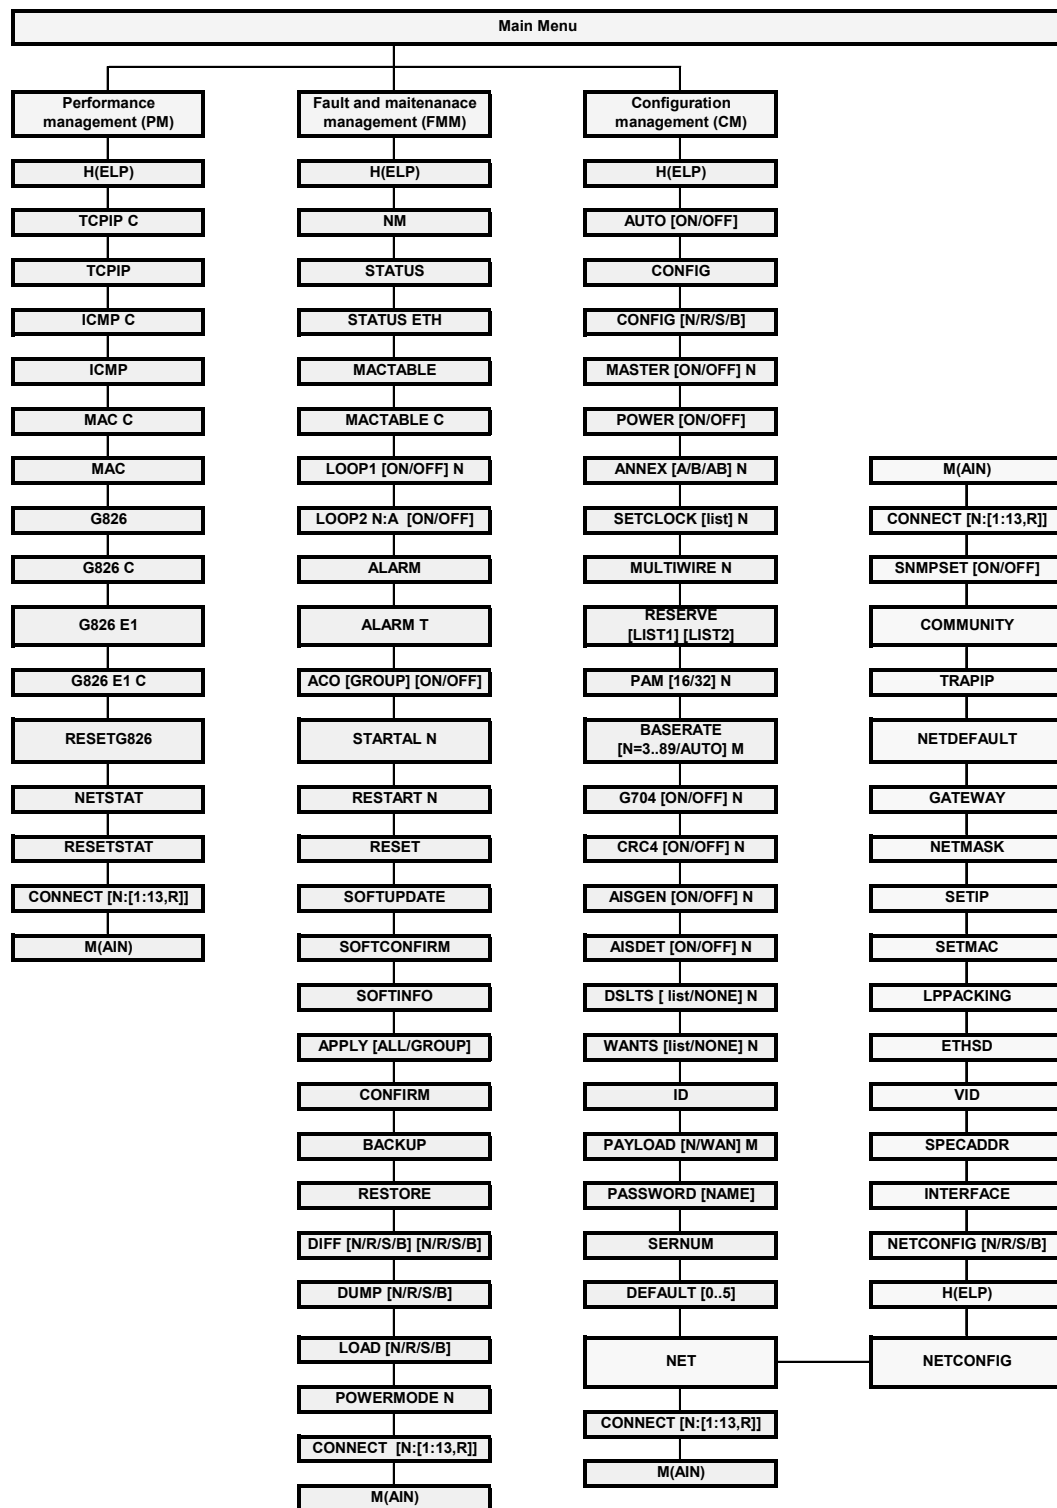 Main Menu
Performance
management (PM)
H(ELP)
TCPIP C
TCPIP
ICMP C
ICMP
MAC C
MAC
G826
G826 C
G826 E1
G826 E1 C
RESETG826
NETSTAT
RESETSTAT
CONNECT [N:[1:13,R]]
M(AIN)
Fault and maitenanace
management (FMM)
H(ELP)
NM
STATUS
STATUS ETH
MACTABLE
MACTABLE C
LOOP1 [ON/OFF] N
LOOP2 N:A [ON/OFF]
ALARM
ALARM T
ACO [GROUP] [ON/OFF]
STARTAL N
RESTART N
RESET
SOFTUPDATE
SOFTCONFIRM
SOFTINFO
APPLY [ALL/GROUP]
CONFIRM
BACKUP
RESTORE
DIFF [N/R/S/B] [N/R/S/B]
DUMP [N/R/S/B]
LOAD [N/R/S/B]
POWERMODE N
CONNECT [N:[1:13,R]]
M(AIN)
Configuration
management (CM)
H(ELP)
AUTO [ON/OFF]
CONFIG
CONFIG [N/R/S/B]
MASTER [ON/OFF] N
POWER [ON/OFF]
ANNEX [A/B/AB] N
SETCLOCK [list] N
MULTIWIRE N
RESERVE
[LIST1] [LIST2]
PAM [16/32] N
BASERATE
[N=3..89/AUTO] M
G704 [ON/OFF] N
CRC4 [ON/OFF] N
AISGEN [ON/OFF] N
AISDET [ON/OFF] N
DSLTS [ list/NONE] N
WANTS [list/NONE] N
ID
PAYLOAD [N/WAN] M
PASSWORD [NAME]
SERNUM
DEFAULT [0..5]
NET
CONNECT [N:[1:13,R]]
M(AIN)
M(AIN)
CONNECT [N:[1:13,R]]
SNMPSET [ON/OFF]
COMMUNITY
TRAPIP
NETDEFAULT
GATEWAY
NETMASK
SETIP
SETMAC
LPPACKING
ETHSD
VID
SPECADDR
INTERFACE
NETCONFIG [N/R/S/B]
H(ELP)
NETCONFIG